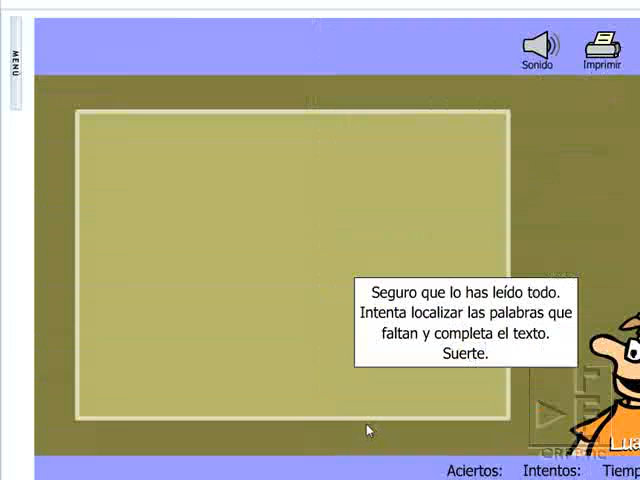 MENÚ
Sonido
Imprimir
Seguro que lo has leído todo.
Intenta localizar las palabras que
faltan y completa el texto.
Suerte.
Aciertos:
Intentos: